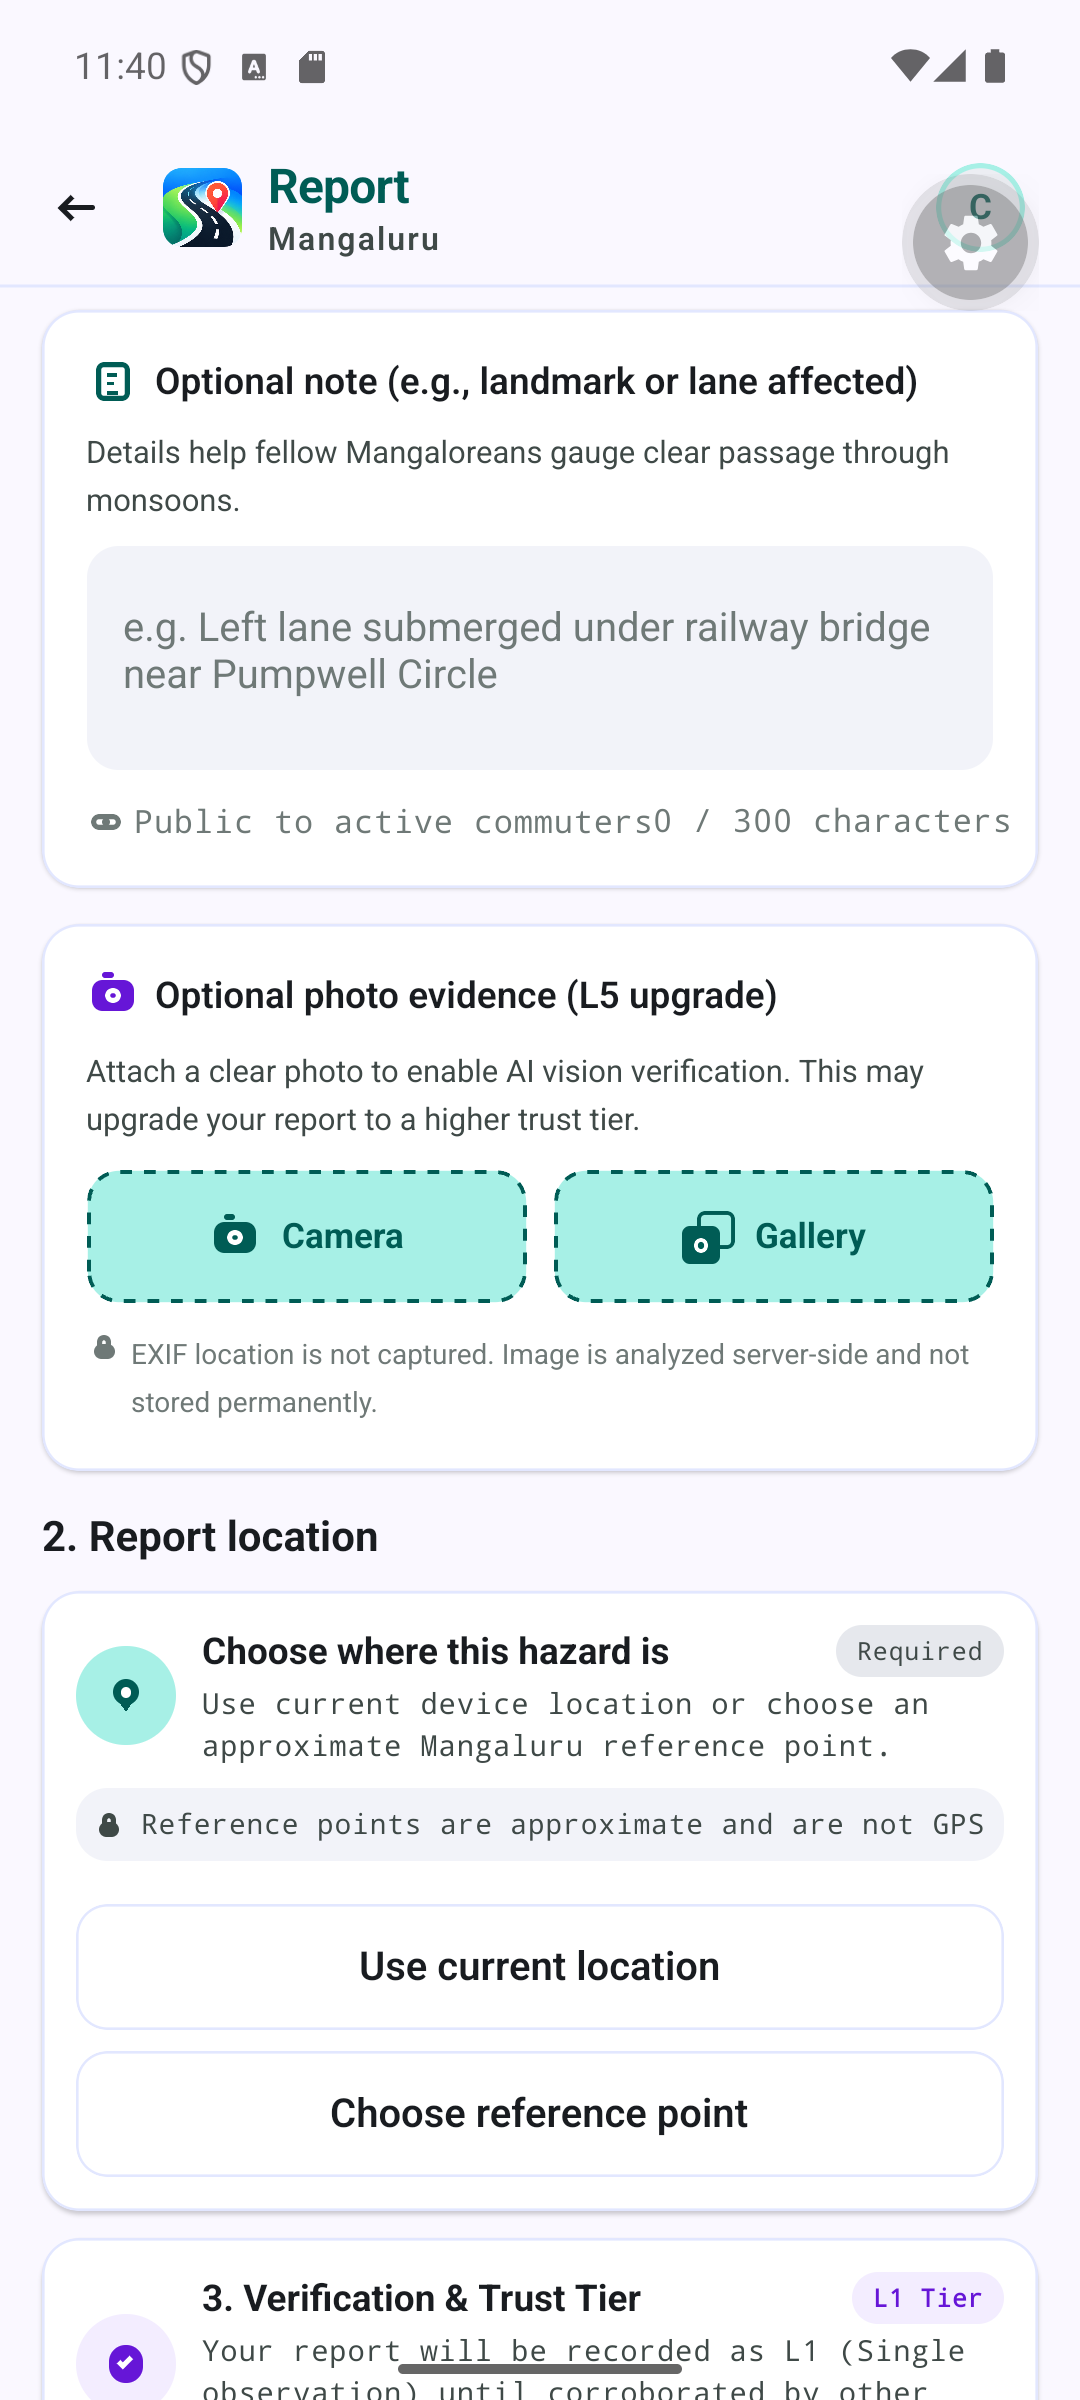 11:40
Report
Mangaluru
C
Optional note (e.g., landmark or lane affected)
Details help fellow Mangaloreans gauge clear passage through
monsoons.
e.g. Left lane submerged under railway bridge
near Pumpwell Circle
Public to active commuters0 / 300 characters
Optional photo evidence (L5 upgrade)
Attach a clear photo to enable AI vision verification. This may
upgrade your report to a higher trust tier.
Camera
Gallery
EXIF location is not captured. Image is analyzed server-side and not
stored permanently.
2. Report location
Choose where this hazard is
Required
Use current device location or choose an
approximate Mangaluru reference point.
Reference points are approximate and are not GPS
Use current location
Choose reference point
3. Verification & Trust Tier
L1 Tier
Your report will be recorded as L1 (Single
observation) until corroborated by other